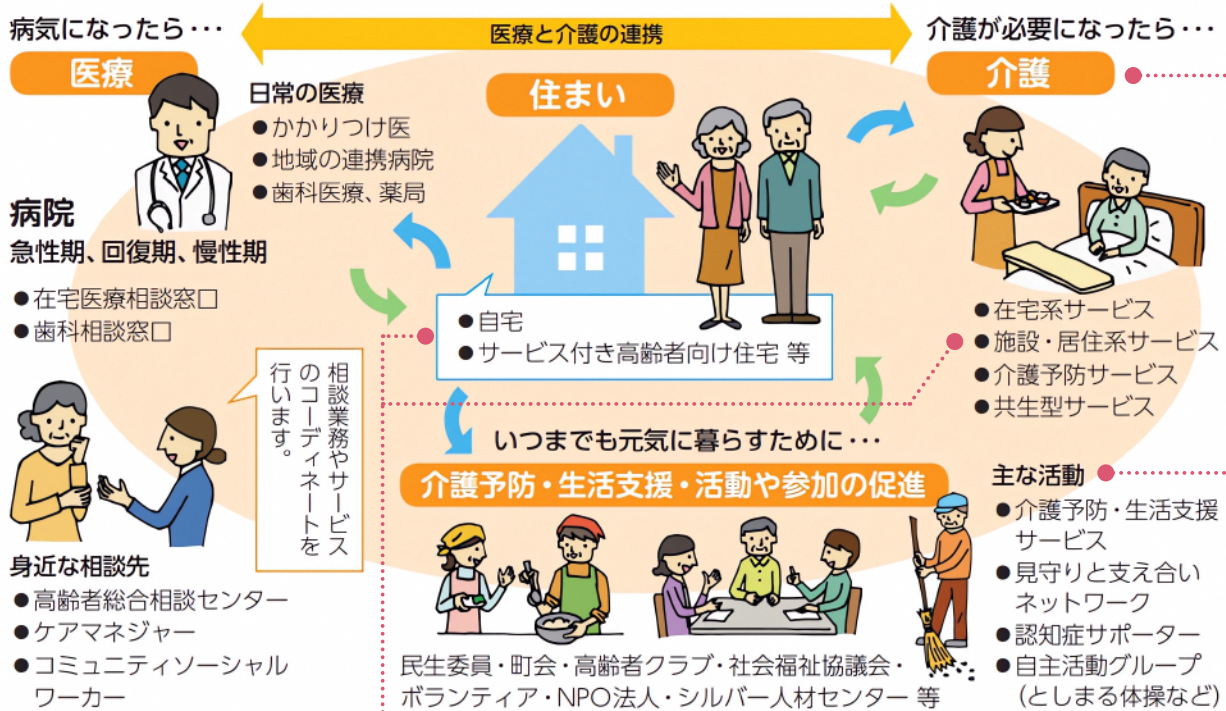 病気になったら・・・
医療と介護の連携
介護が必要になったら・・・
医療
住まい
介護
日常の医療
●かかりつけ医
●地域の連携病院
●歯科医療、薬局
病院
急性期、回復期、慢性期
●在宅医療相談窓口
●歯科相談窓口
●自宅
●サービス付き高齢者向け住宅 等
●在宅系サービス
●施設・居住系サービス
●介護予防サービス
●共生型サービス
相談業務やサービス
のコーディネートを
行います。
いつまでも元気に暮らすために・・・
介護予防・生活支援・活動や参加の促進
身近な相談先
●高齢者総合相談センター
●ケアマネジャー
●コミュニティソーシャル
ワーカー
民生委員・町会・高齢者クラブ・社会福祉協議会・
ボランティア・NPO法人・シルバー人材センター 等
主な活動
●介護予防・生活支援
サービス
●見守りと支え合い
ネットワーク
●認知症サポーター
●自主活動グループ
(としまる体操など)